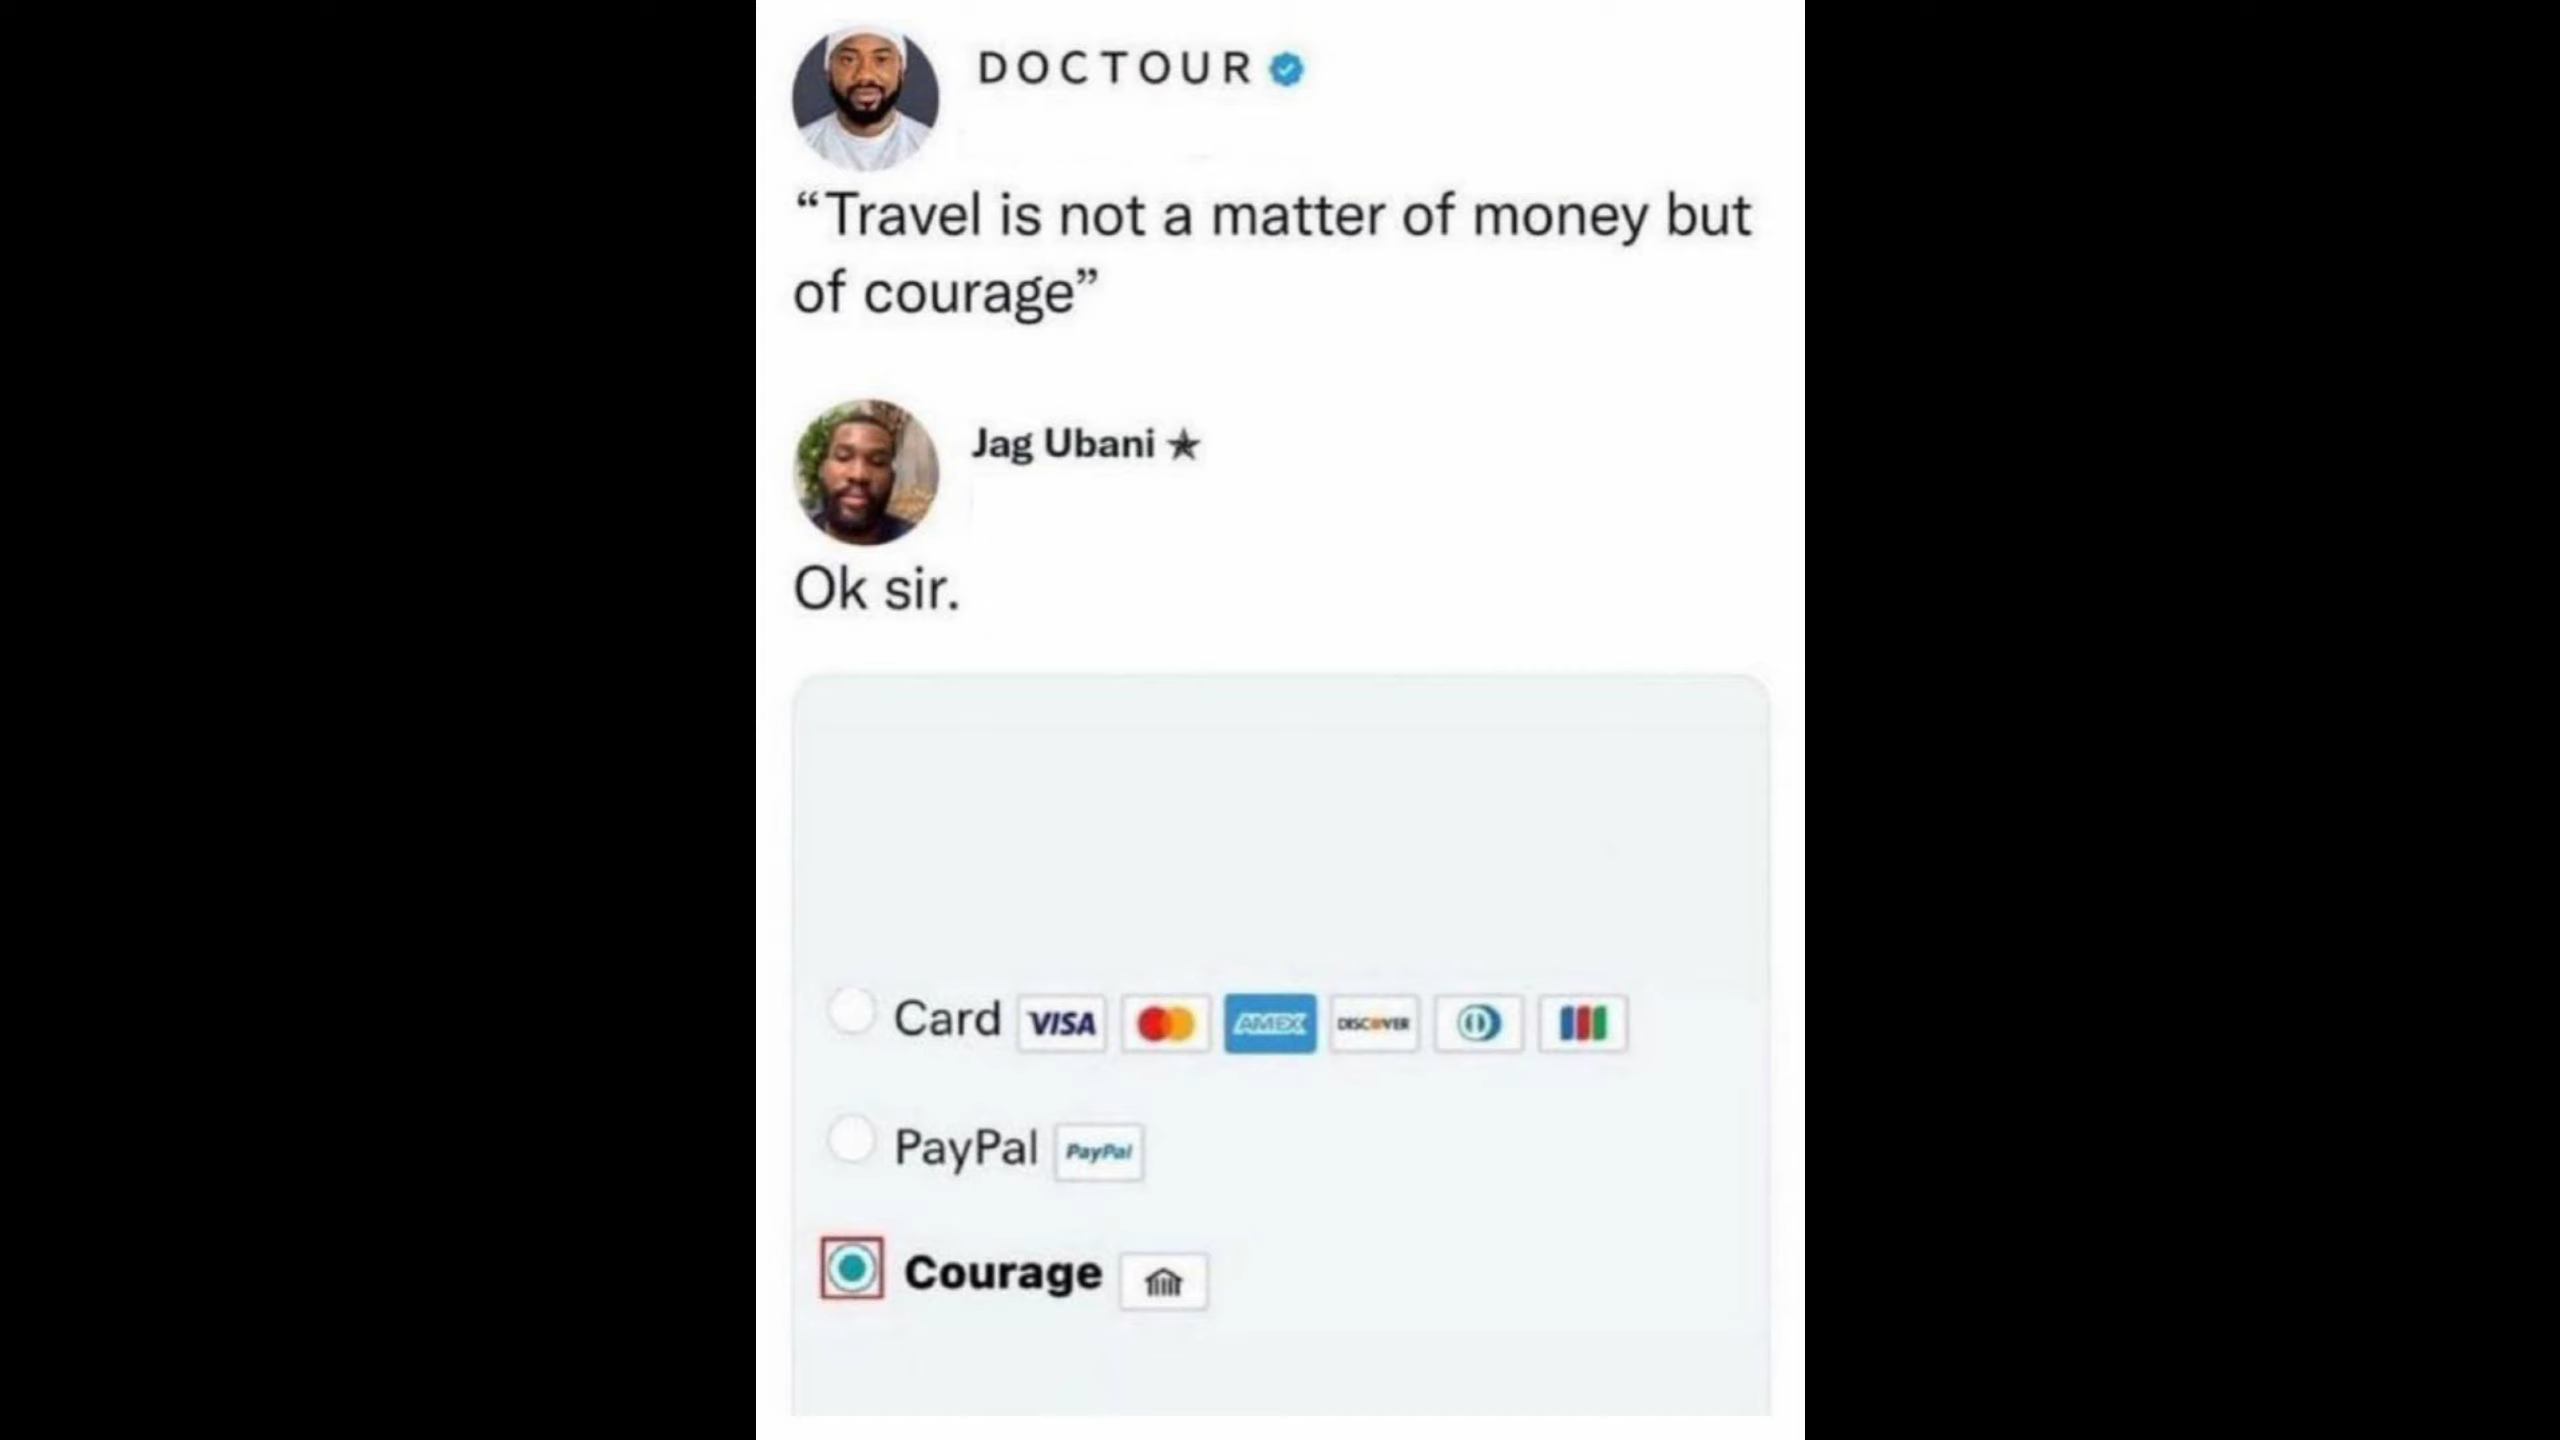 DOCTOUR
“Travel is not a matter of money but
of courage”
Jag Ubani ★
Ok sir.
Card VISA AMEX DISCOVER
PayPal PayPal
Courage